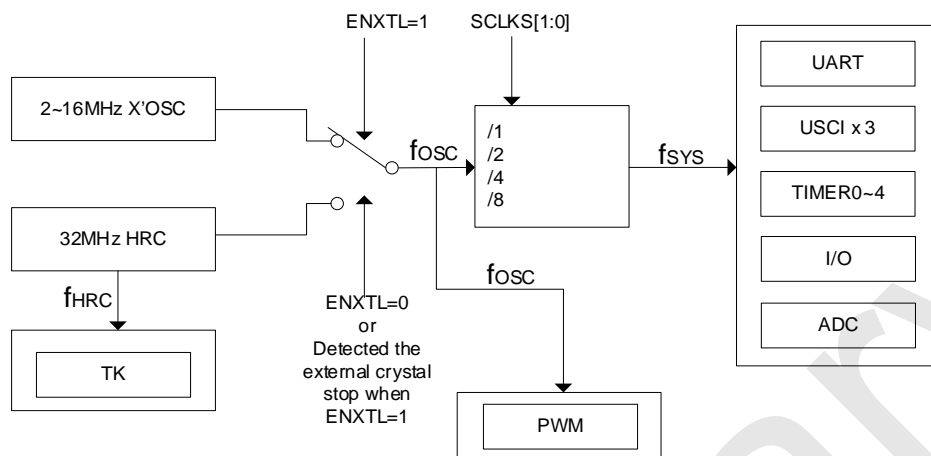 ENXTL=1
SCLKS[1:0]
2~16MHz X'OSC
32MHz HRC
fHRC
TK
ENXTL=0
or
Detected the
external crystal
stop when
ENXTL=1
fOSC
/1
/2
/4
/8
fOSC
PWM
fSYS
UART
USCI x 3
TIMER0~4
I/O
ADC